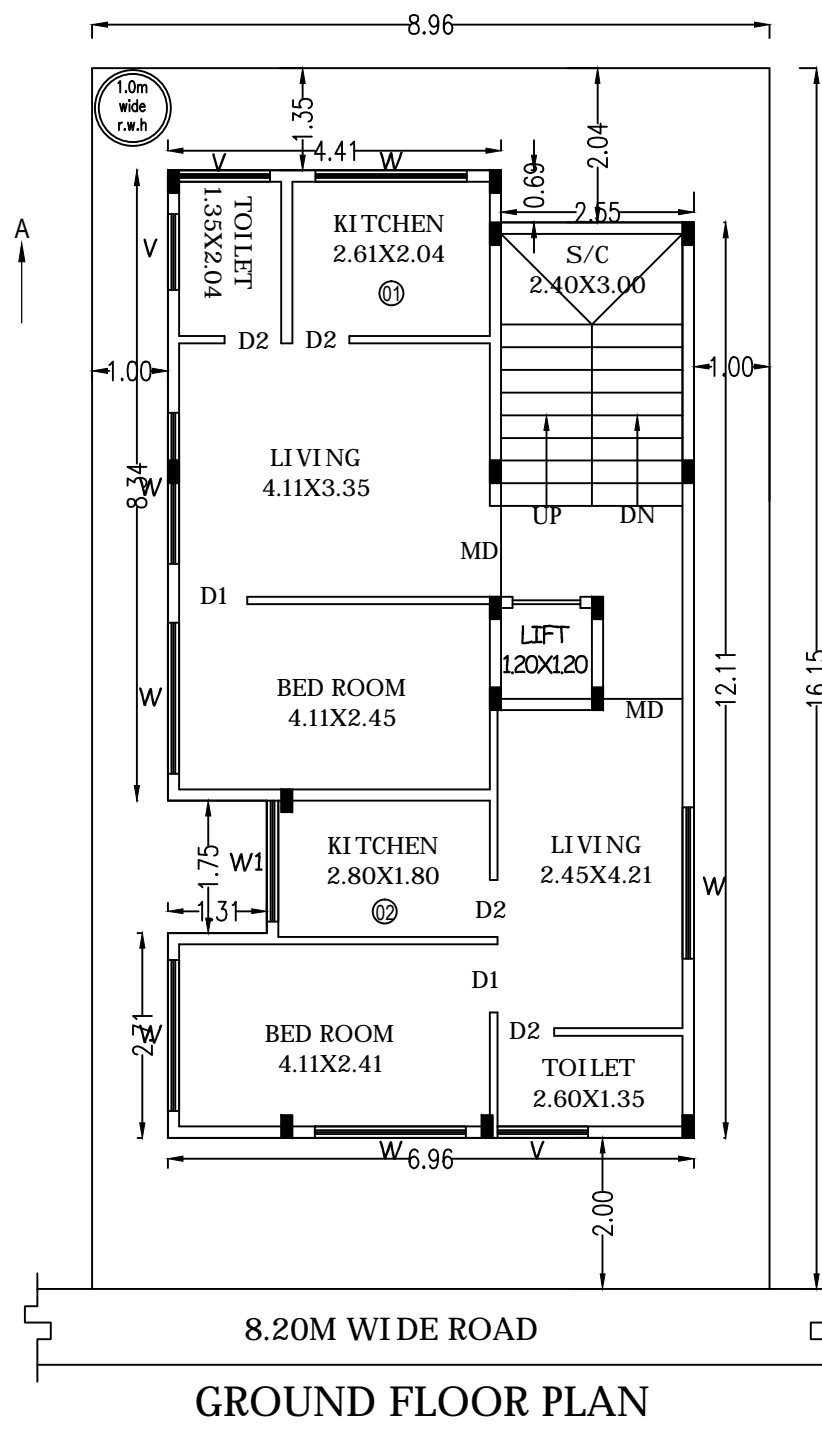 8.96
1.0m
wide
r.w.h
1.35
2.04
4.41
0.69
2.55
V
W
A
V
TOILET
1.35X2.04
KITCHEN
2.61X2.04
01
S/C
2.40X3.00
D2
D2
1.00
1.00
LIVING
4.11X3.35
8.34
W
UP
DN
MD
D1
LIFT
1.20X1.20
12.11
16.15
BED ROOM
4.11X2.45
W
MD
1.75
W1
KITCHEN
2.80X1.80
02
LIVING
2.45X4.21
W
1.31
D2
D1
2.71
W
BED ROOM
4.11X2.41
D2
TOILET
2.60X1.35
W
V
6.96
2.00
8.20M WIDE ROAD
GROUND FLOOR PLAN